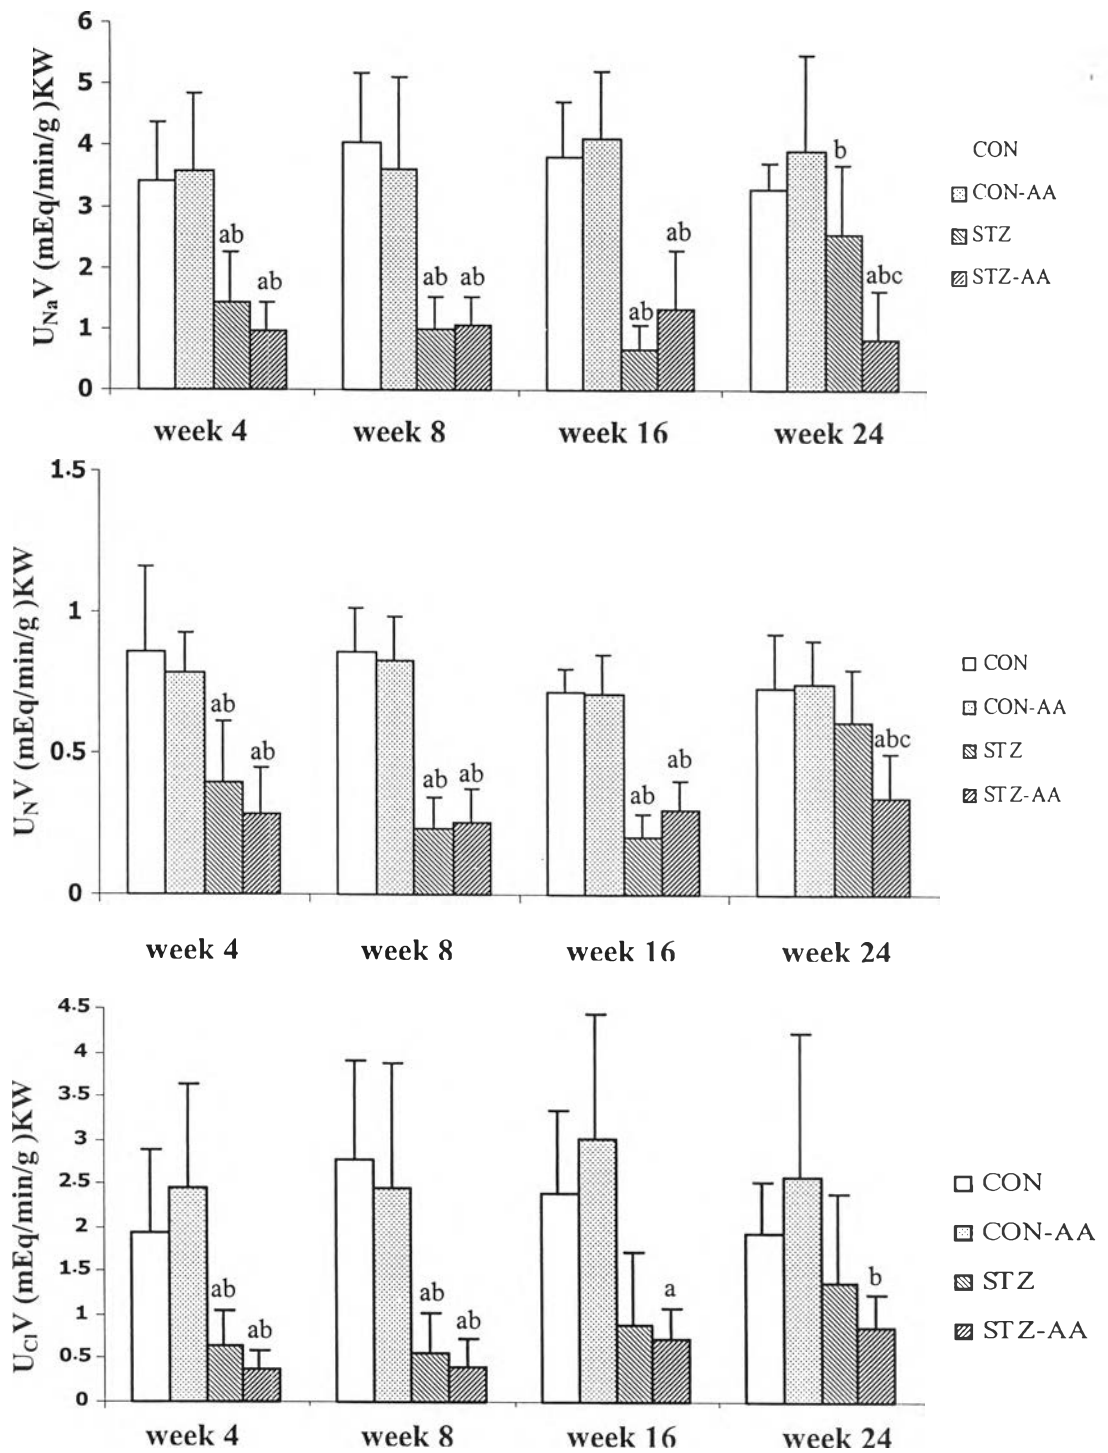 6
5
4
3
2
1
0
U_NaV (mEq/min/g )KW
ab
ab
ab
ab
ab
ab
b
abc
week 4
week 8
week 16
week 24
CON
CON-AA
STZ
STZ-AA
1.5
1
0.5
0
U_NV (mEq/min/g )KW
ab
ab
ab
ab
ab
ab
abc
week 4
week 8
week 16
week 24
CON
CON-AA
STZ
STZ-AA
4.5
4
3.5
3
2.5
2
1.5
1
0.5
0
U_ClV (mEq/min/g )KW
ab
ab
ab
ab
a
b
week 4
week 8
week 16
week 24
CON
CON-AA
STZ
STZ-AA